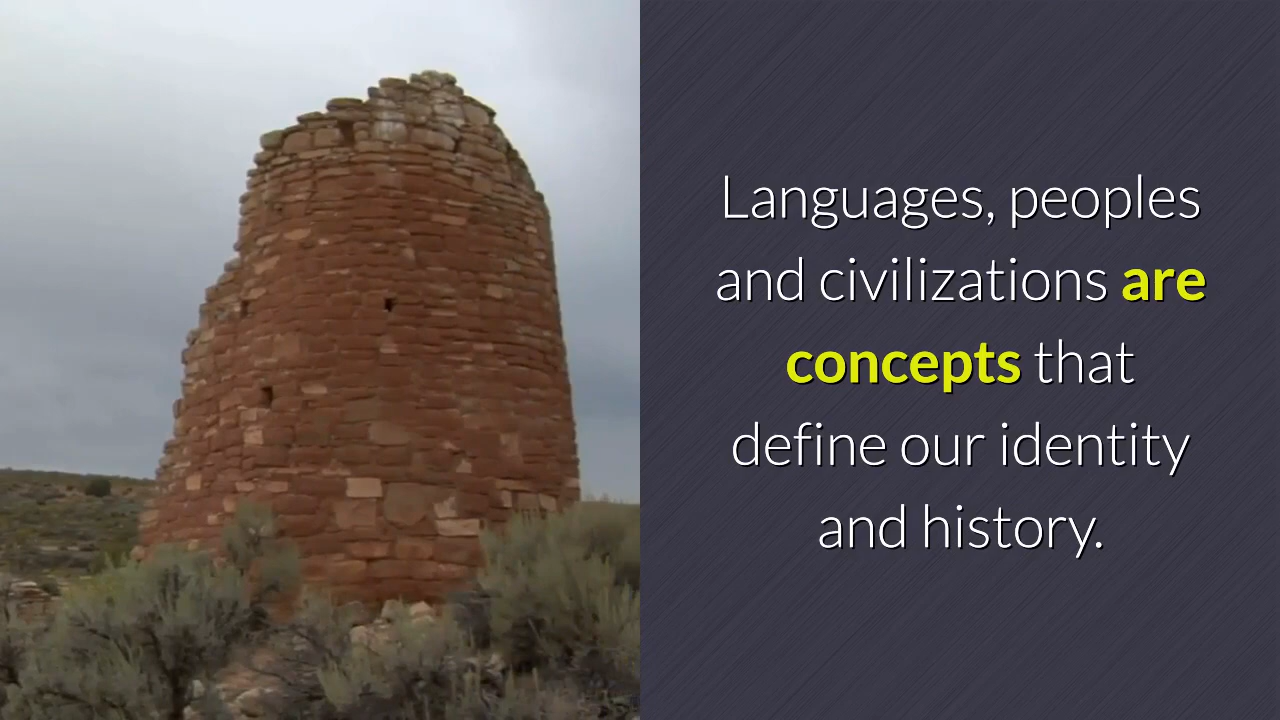 Languages, peoples
and civilizations are
concepts that
define our identity
and history.